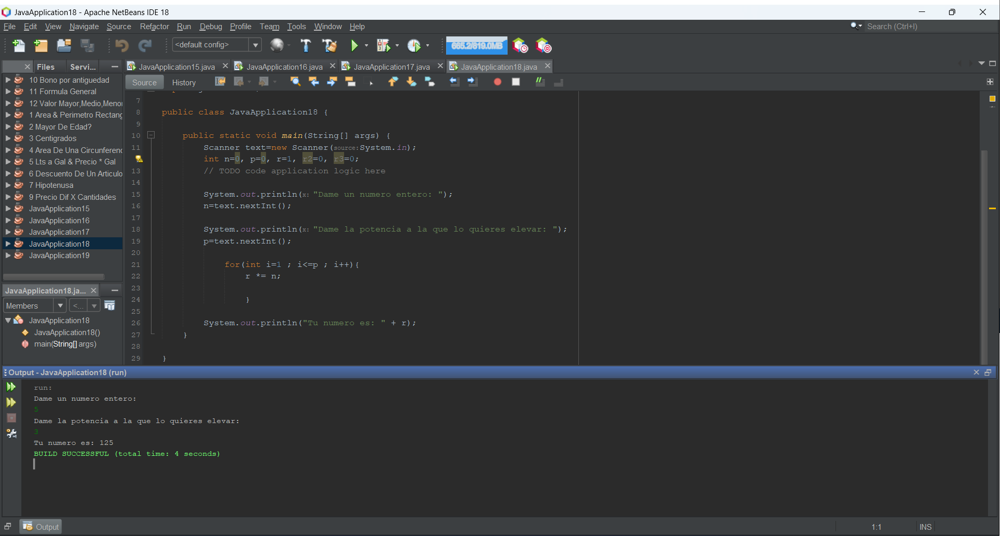 JavaApplication18 - Apache NetBeans IDE 18
File Edit View Navigate Source Refactor Run Debug Profile Team Tools Window Help
Search (Ctrl+I)
<default config>
665.2/819.0MB
Files Servi...
JavaApplication15.java JavaApplication16.java JavaApplication17.java JavaApplication18.java
Source History
10 Bono por antiguedad
11 Formula General
12 Valor Mayor,Medio,Menor
1 Area & Perimetro Rectang
2 Mayor De Edad?
3 Centigrados
4 Area De Una Circunferenc
5 Lts a Gal & Precio * Gal
6 Descuento De Un Articulo
7 Hipotenusa
9 Precio Dif X Cantidades
JavaApplication15
JavaApplication16
JavaApplication17
JavaApplication18
JavaApplication19
JavaApplication18.ja...
Members <...
JavaApplication18
JavaApplication18()
main(String[] args)
7
8 public class JavaApplication18 {
9
10 public static void main(String[] args) {
11 Scanner text=new Scanner(source:System.in);
int n=0, p=0, r=1, r2=0, r3=0;
13 // TODO code application logic here
14
15 System.out.println(x: "Dame un numero entero: ");
16 n=text.nextInt();
17
18 System.out.println(x: "Dame la potencia a la que lo quieres elevar: ");
19 p=text.nextInt();
20
21 for(int i=1 ; i<=p ; i++){
22 r *= n;
23
24 }
25
26 System.out.println("Tu numero es: " + r);
27 }
28
29 }
Output - JavaApplication18 (run)
run:
Dame un numero entero:
5
Dame la potencia a la que lo quieres elevar:
3
Tu numero es: 125
BUILD SUCCESSFUL (total time: 4 seconds)
Output
1:1 INS